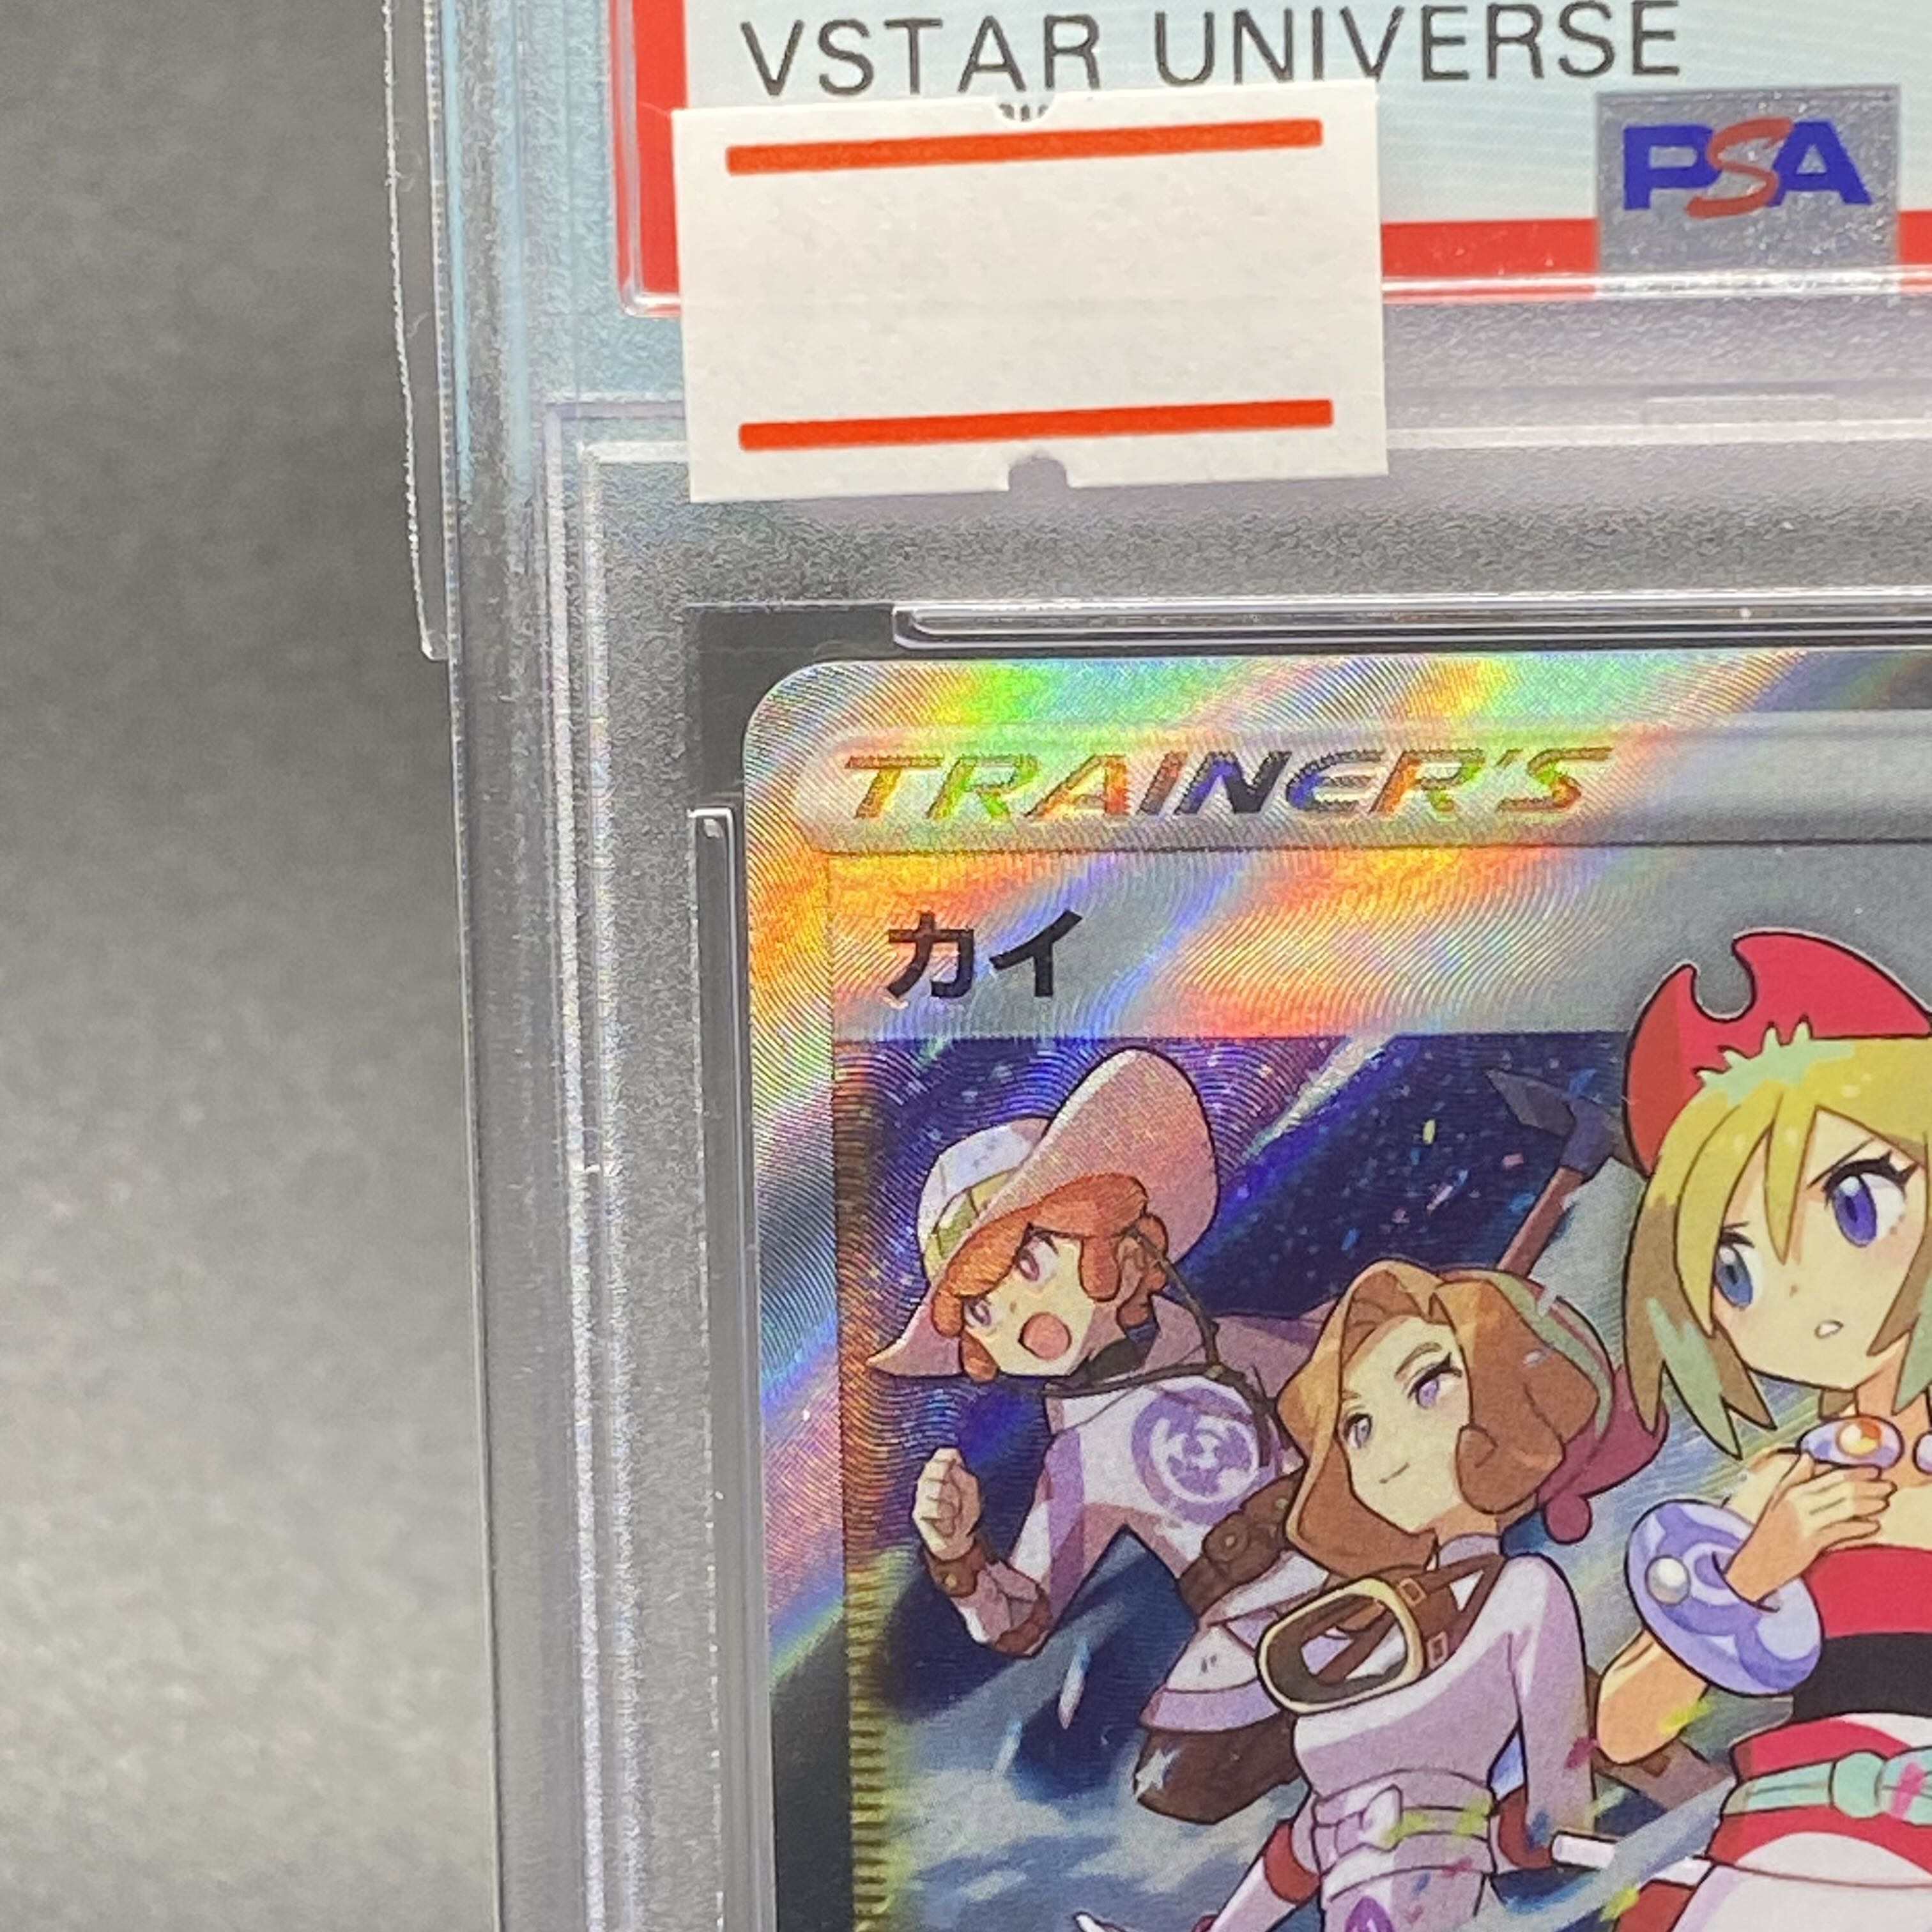 VSTAR UNIVERSE
PSA
TRAINER'S
カイ